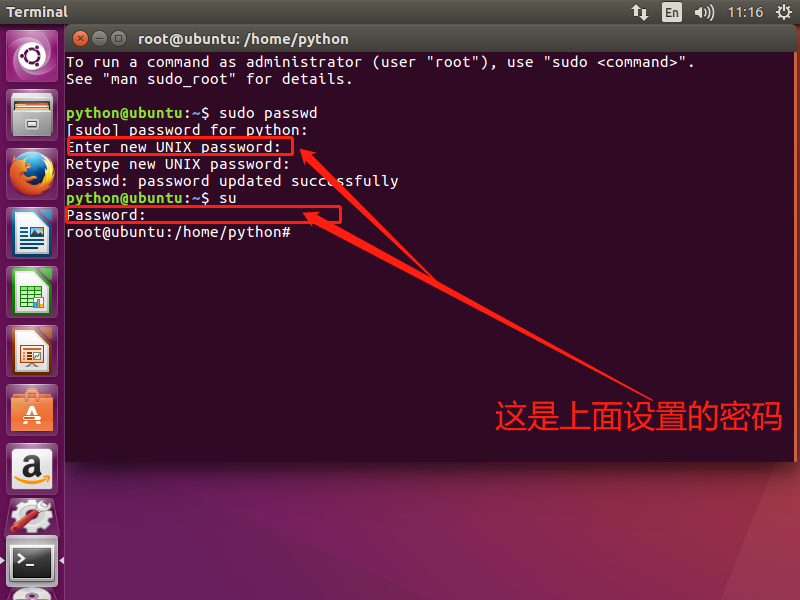 Terminal
En
11:16
root@ubuntu: /home/python
To run a command as administrator (user "root"), use "sudo <command>".
See "man sudo_root" for details.
python@ubuntu:~$ sudo passwd
[sudo] password for python:
Enter new UNIX password:
Retype new UNIX password:
passwd: password updated successfully
python@ubuntu:~$ su
Password:
root@ubuntu:/home/python#
这是上面设置的密码